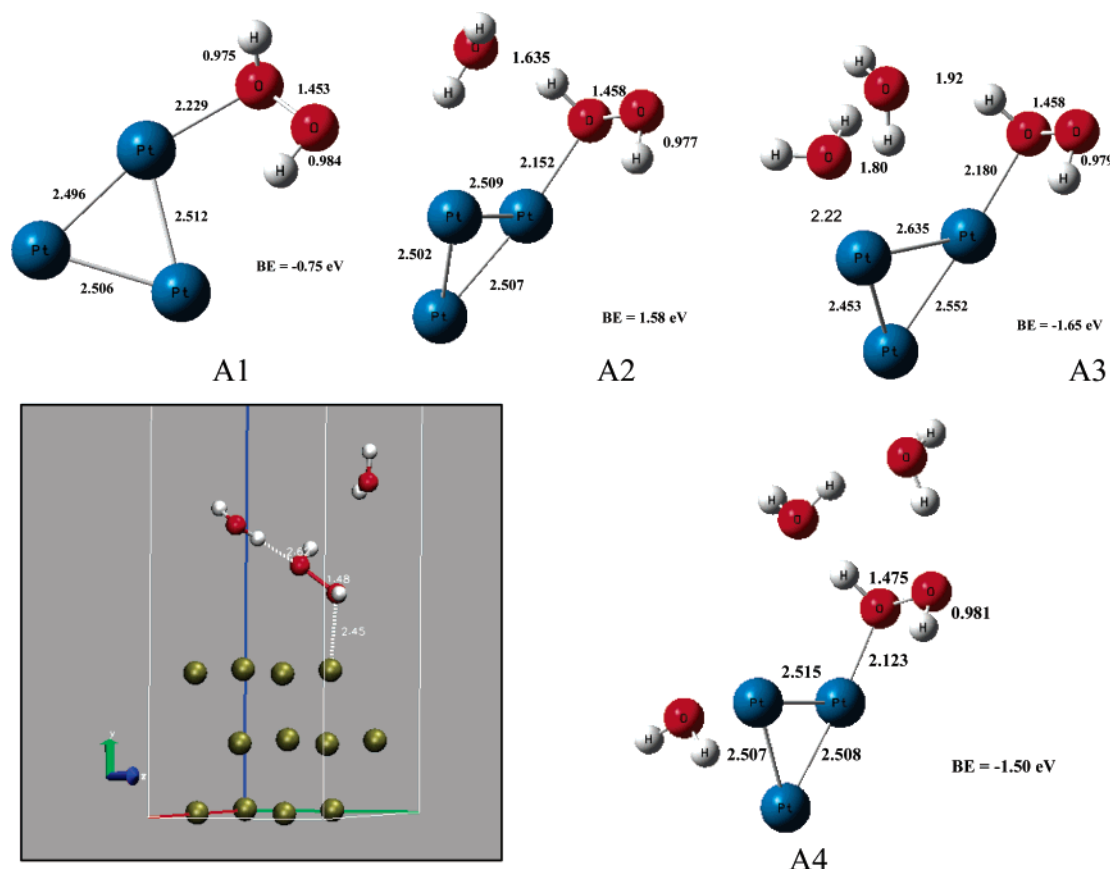 H
0.975
O
1.453
2.229
O
H
0.984
Pt
2.496
2.512
Pt
2.506
Pt
BE = -0.75 eV
A1
H
O
H
1.635
H
1.458
O
O
0.977
H
2.152
2.509
Pt
Pt
2.502
2.507
Pt
BE = 1.58 eV
A2
H
O
1.92
H
H
H
O
1.80
H
1.458
O
O
0.979
H
2.180
2.22
2.635
Pt
Pt
2.453
2.552
Pt
BE = -1.65 eV
A3
1.48
2.45
y
z
H
O
H
H
H
O
H
1.475
O
O
0.981
H
2.123
2.515
Pt
Pt
O
H
H
2.507
2.508
Pt
BE = -1.50 eV
A4